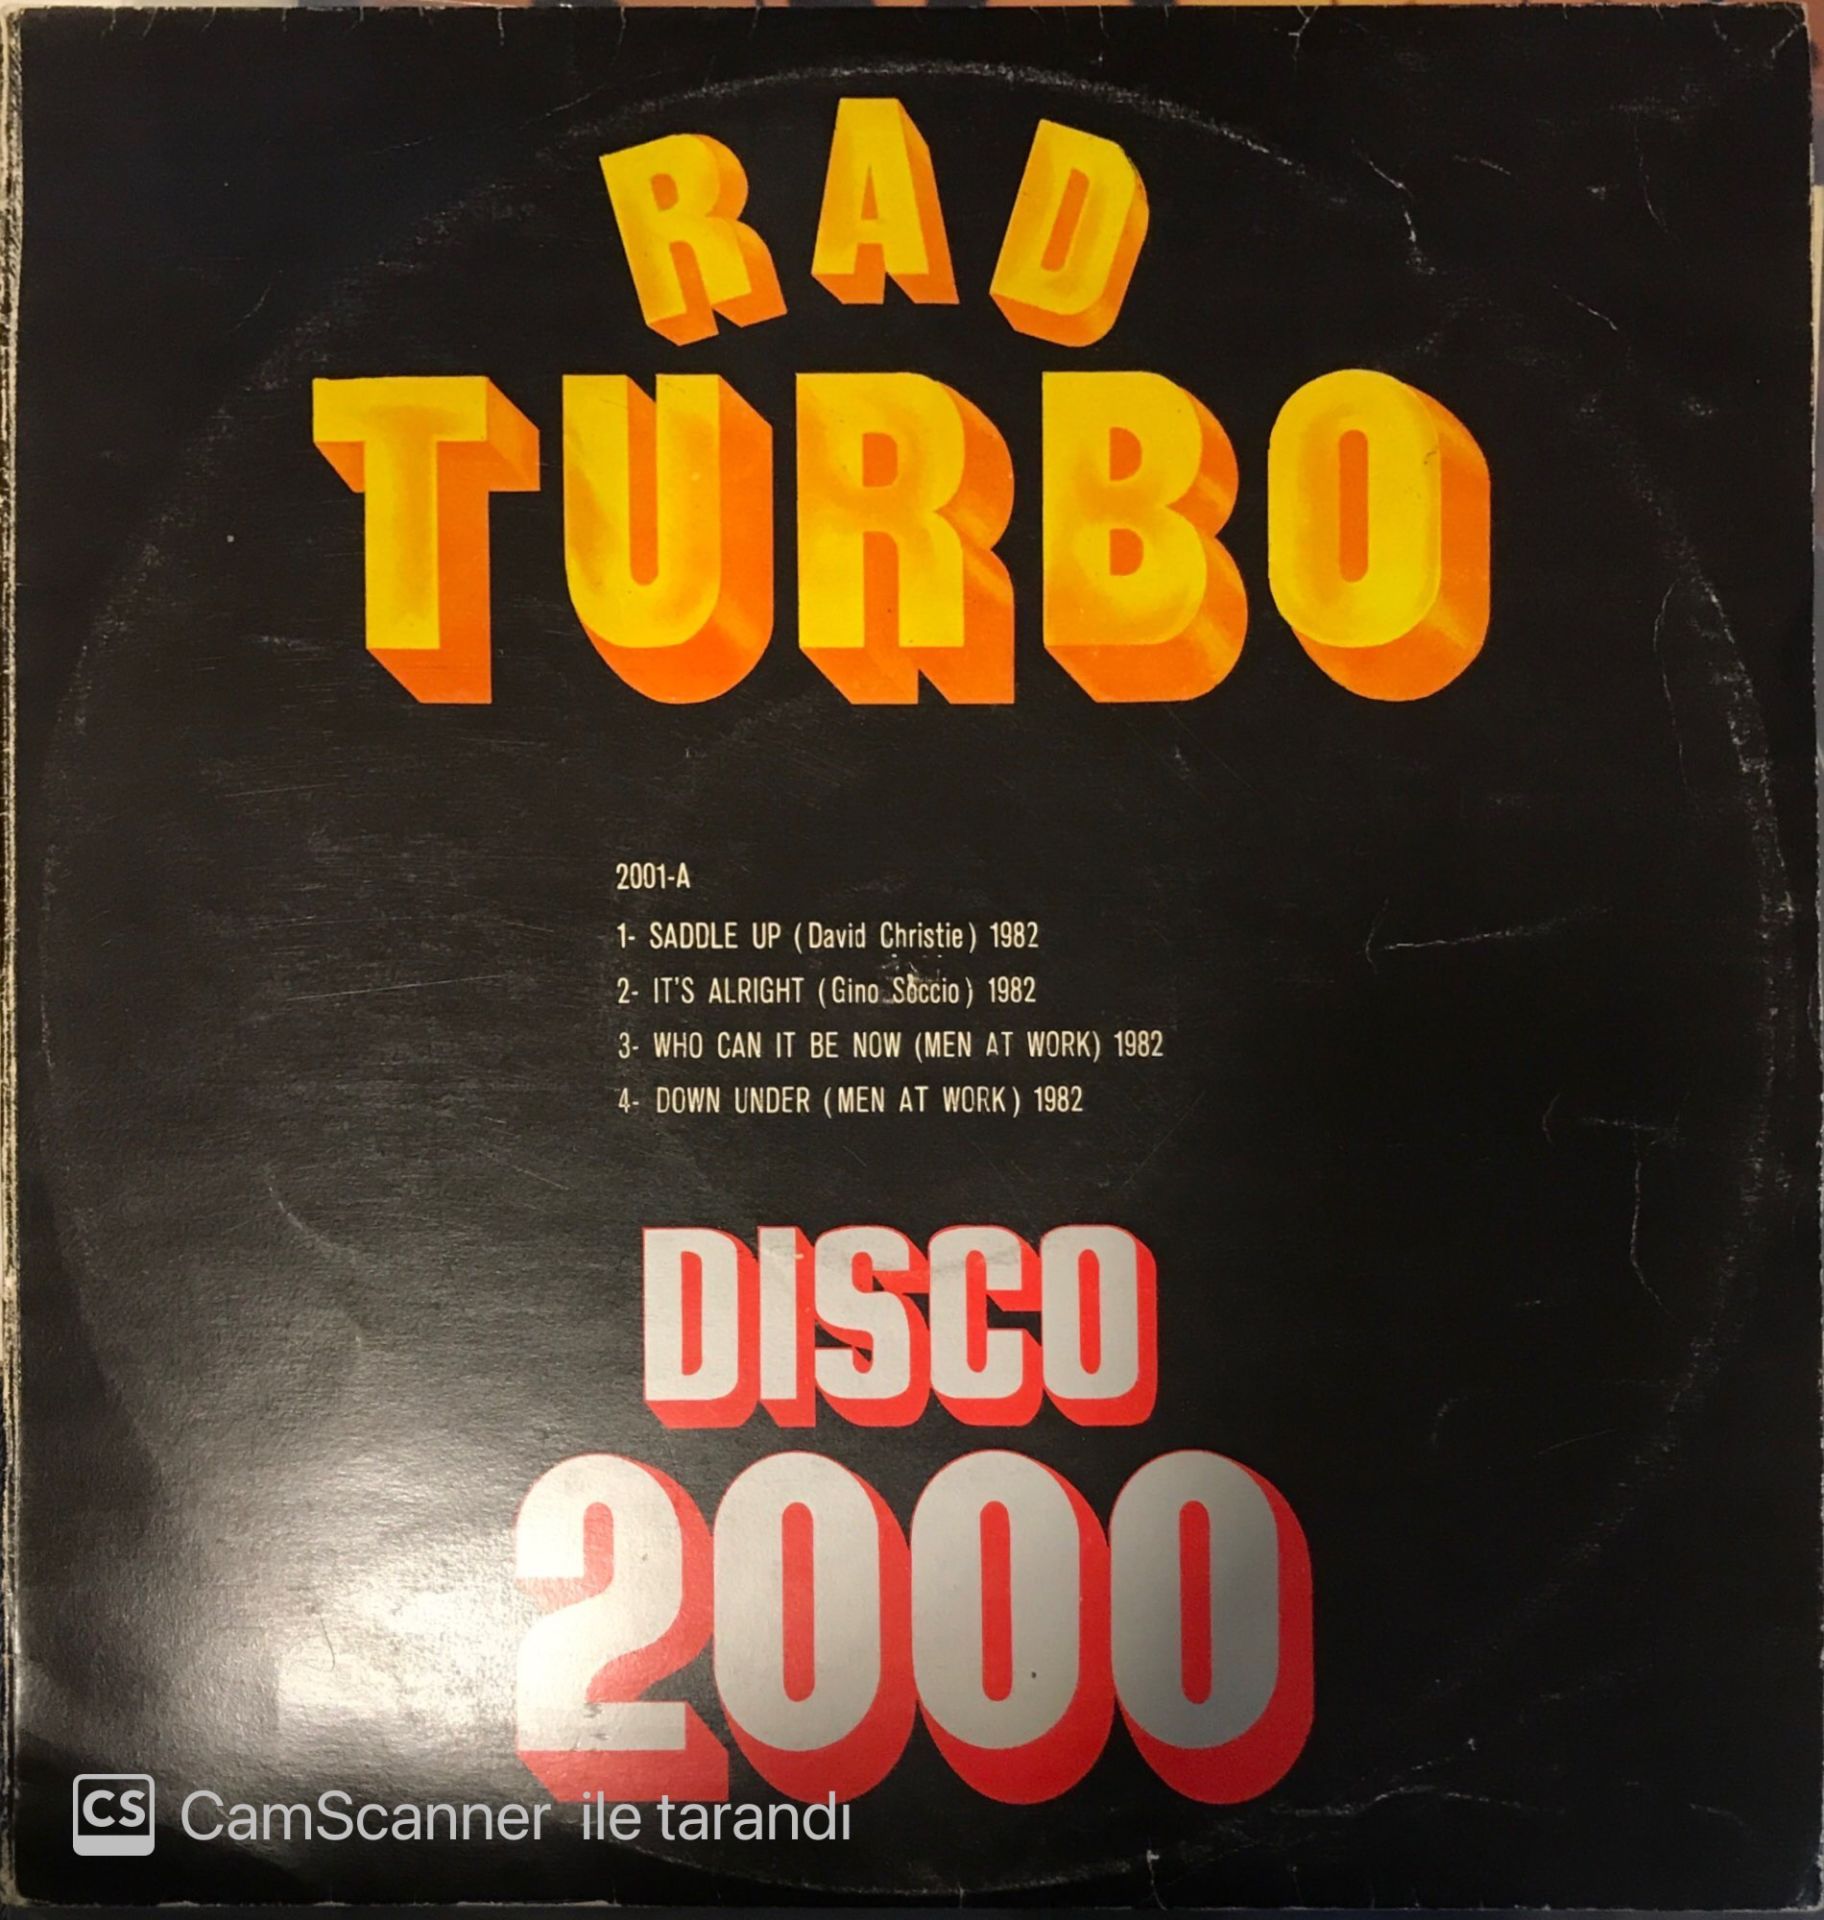 RAD
TURBO
2001-A
1- SADDLE UP (David Christie) 1982
2- IT'S ALRIGHT (Gino Soccio) 1982
3- WHO CAN IT BE NOW (MEN AT WORK) 1982
4- DOWN UNDER (MEN AT WORK) 1982
DISCO
2000
CS CamScanner ile tarandı